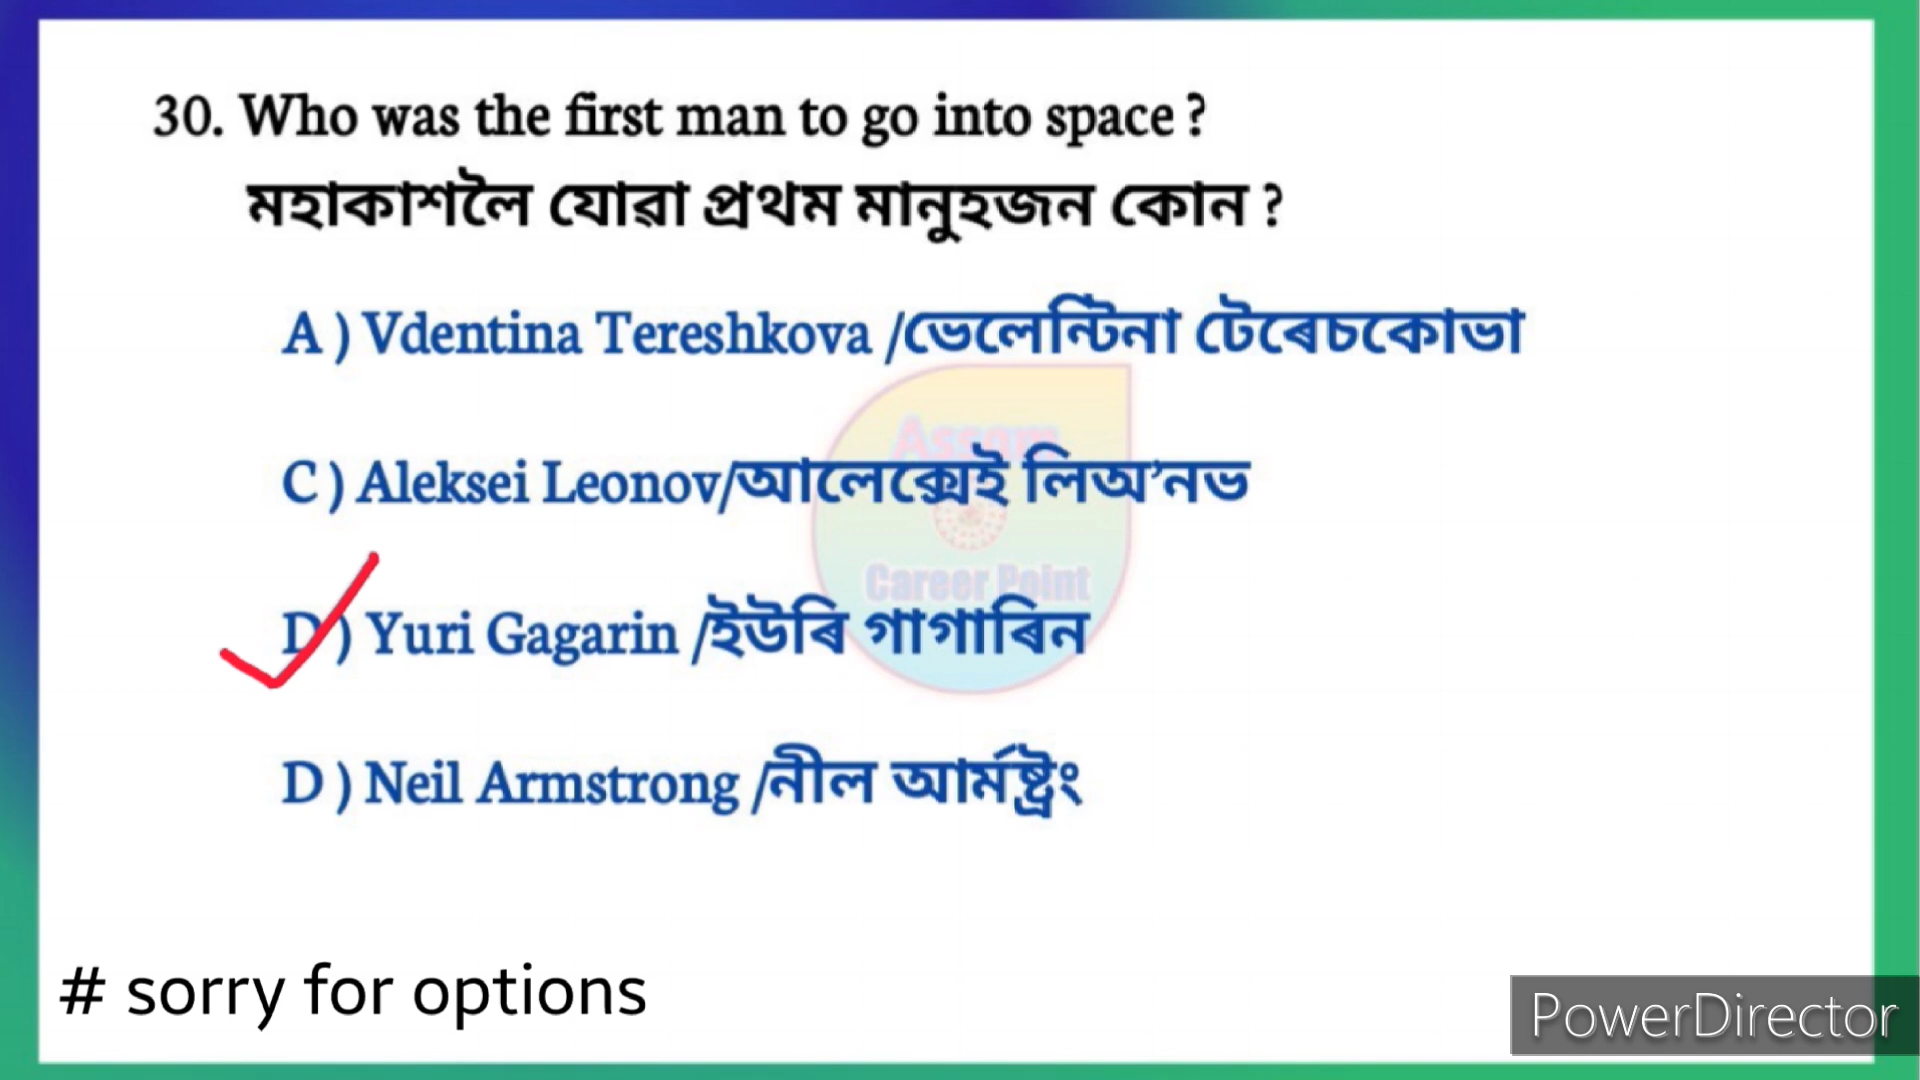 30. Who was the first man to go into space ?
মহাকাশলৈ যোৱা প্ৰথম মানুহজন কোন ?
A ) Vdentina Tereshkova /ভেলেন্টিনা টেৰেচকোভা
C ) Aleksei Leonov/আলেক্সেই লিঅ’নভ
D ) Yuri Gagarin /ইউৰি গাগাৰিন
D ) Neil Armstrong /নীল আৰ্মষ্ট্ৰং
Assam
Career Point
# sorry for options
PowerDirector